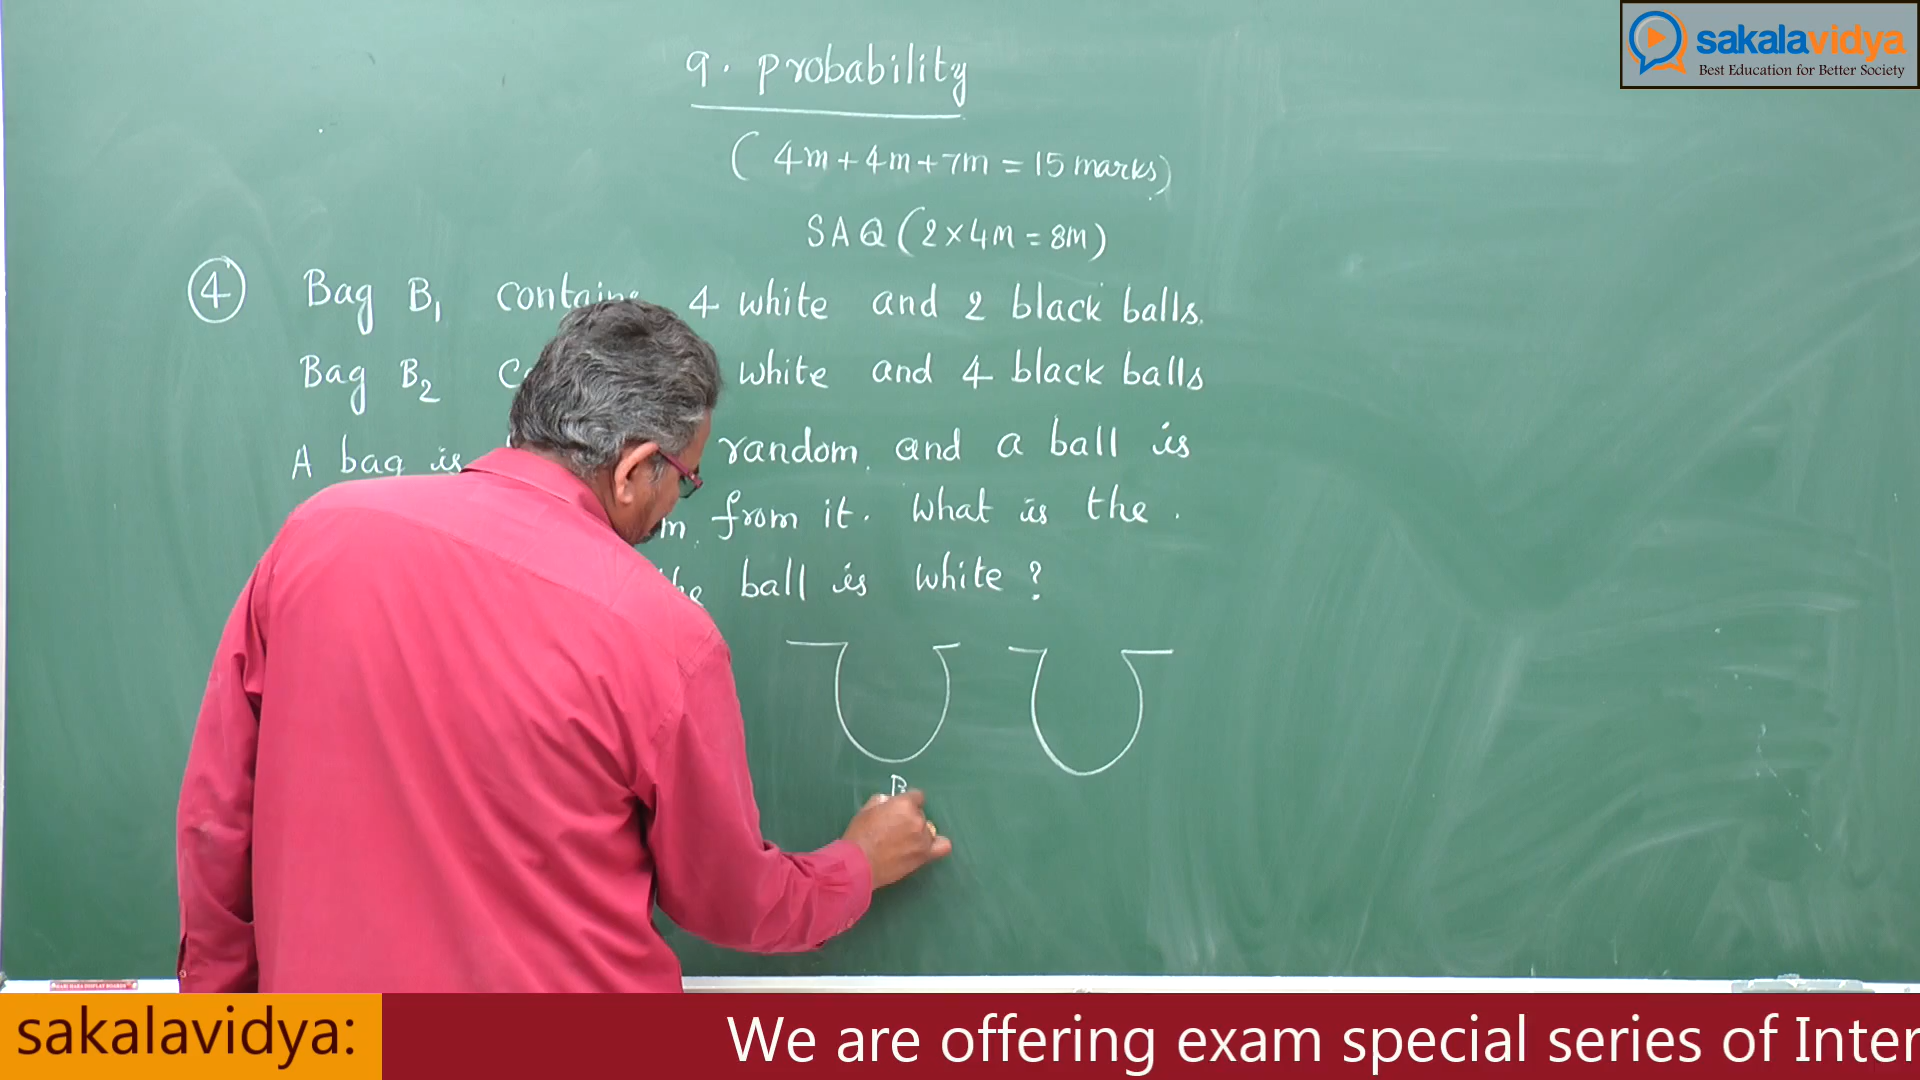 sakalavidya
Best Education for Better Society
9. probability
(4m+4m+7m = 15 marks)
SAQ (2×4m = 8m)
4 Bag B1 contains 4 white and 2 black balls.
Bag B2 white and 4 black balls
A bag is random and a ball is
from it. What is the
the ball is white?
B
sakalavidya:
We are offering exam special series of Inter